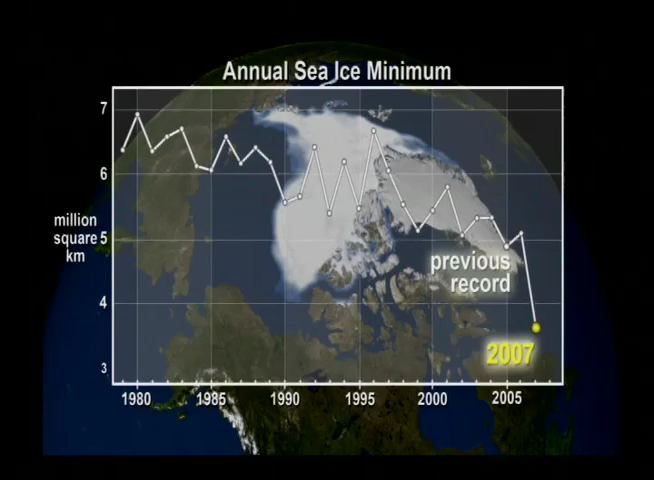 Annual Sea Ice Minimum
7
6
million
square 5
km
4
3
previous
record
2007
1980 1985 1990 1995 2000 2005